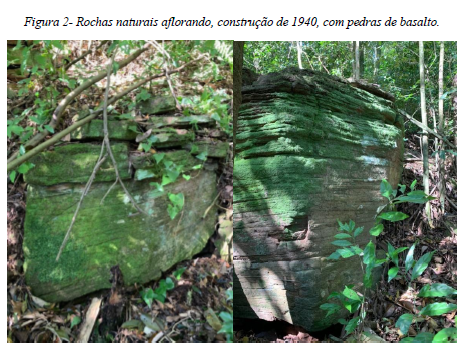 Figura 2- Rochas naturais aflorando, construção de 1940, com pedras de basalto.